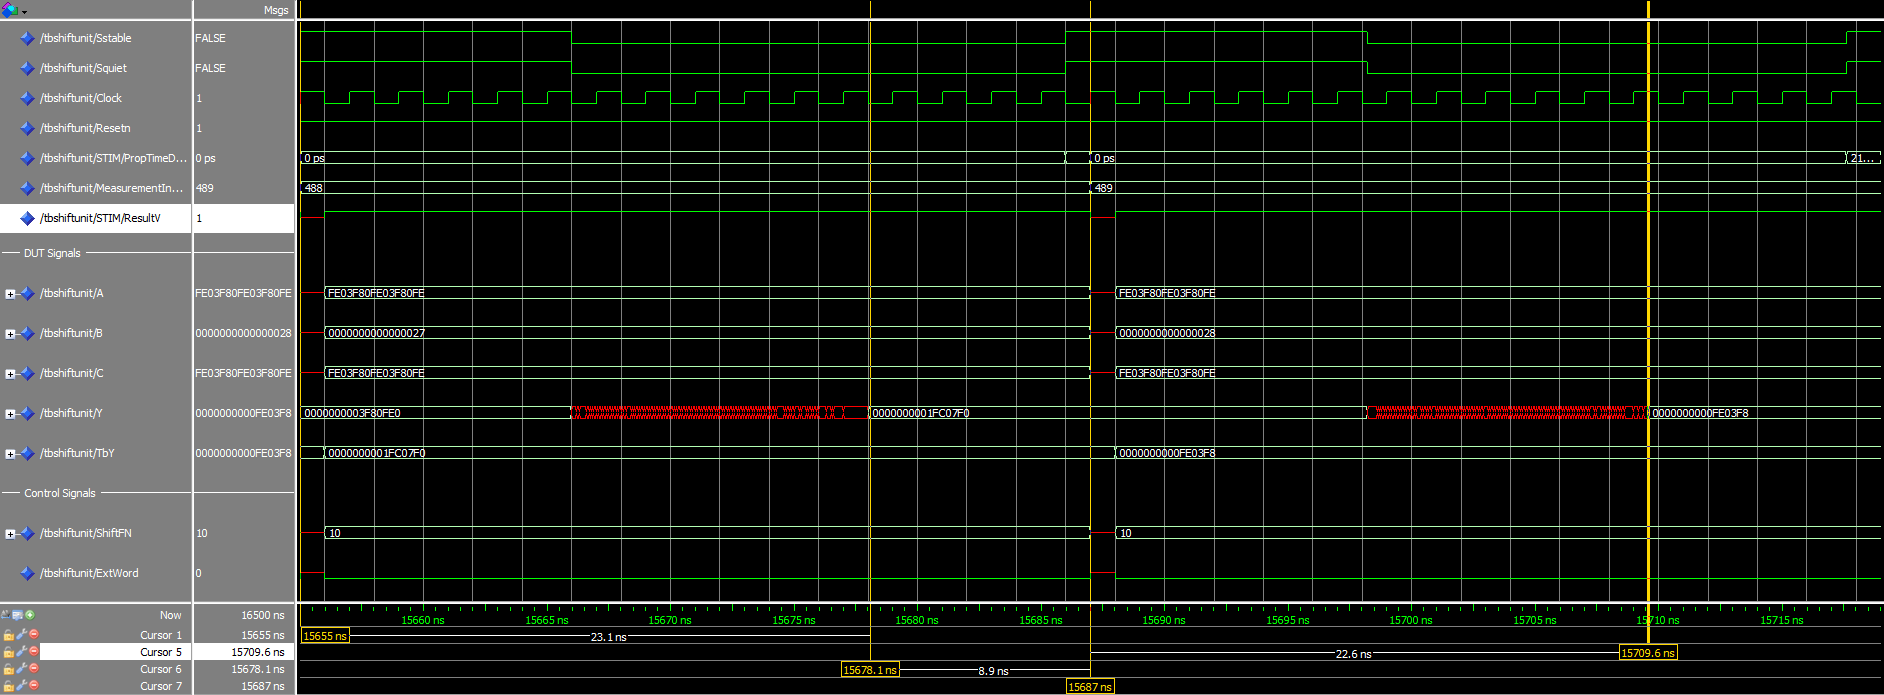 Msgs
/tbshiftunit/Sstable FALSE
/tbshiftunit/Squiet FALSE
/tbshiftunit/Clock 1
/tbshiftunit/Resetn 1
/tbshiftunit/STIM/PropTimeD... 0 ps 0 ps 0 ps 21...
/tbshiftunit/MeasurementIn... 489 488 489
/tbshiftunit/STIM/ResultV 1
DUT Signals
/tbshiftunit/A FE03F80FE03F80FE FE03F80FE03F80FE FE03F80FE03F80FE
/tbshiftunit/B 0000000000000028 0000000000000027 0000000000000028
/tbshiftunit/C FE03F80FE03F80FE FE03F80FE03F80FE FE03F80FE03F80FE
/tbshiftunit/Y 0000000000FE03F8 0000000003F80FE0 0000000001FC07F0 0000000000FE03F8
/tbshiftunit/TbY 0000000000FE03F8 0000000001FC07F0 0000000000FE03F8
Control Signals
/tbshiftunit/ShiftFN 10 10 10
/tbshiftunit/ExtWord 0
Now 16500 ns 15660 ns 15665 ns 15670 ns 15675 ns 15680 ns 15685 ns 15690 ns 15695 ns 15700 ns 15705 ns 15710 ns 15715 ns
Cursor 1 15655 ns 15655 ns 23.1 ns
Cursor 5 15709.6 ns 22.6 ns 15709.6 ns
Cursor 6 15678.1 ns 15678.1 ns 8.9 ns
Cursor 7 15687 ns 15687 ns